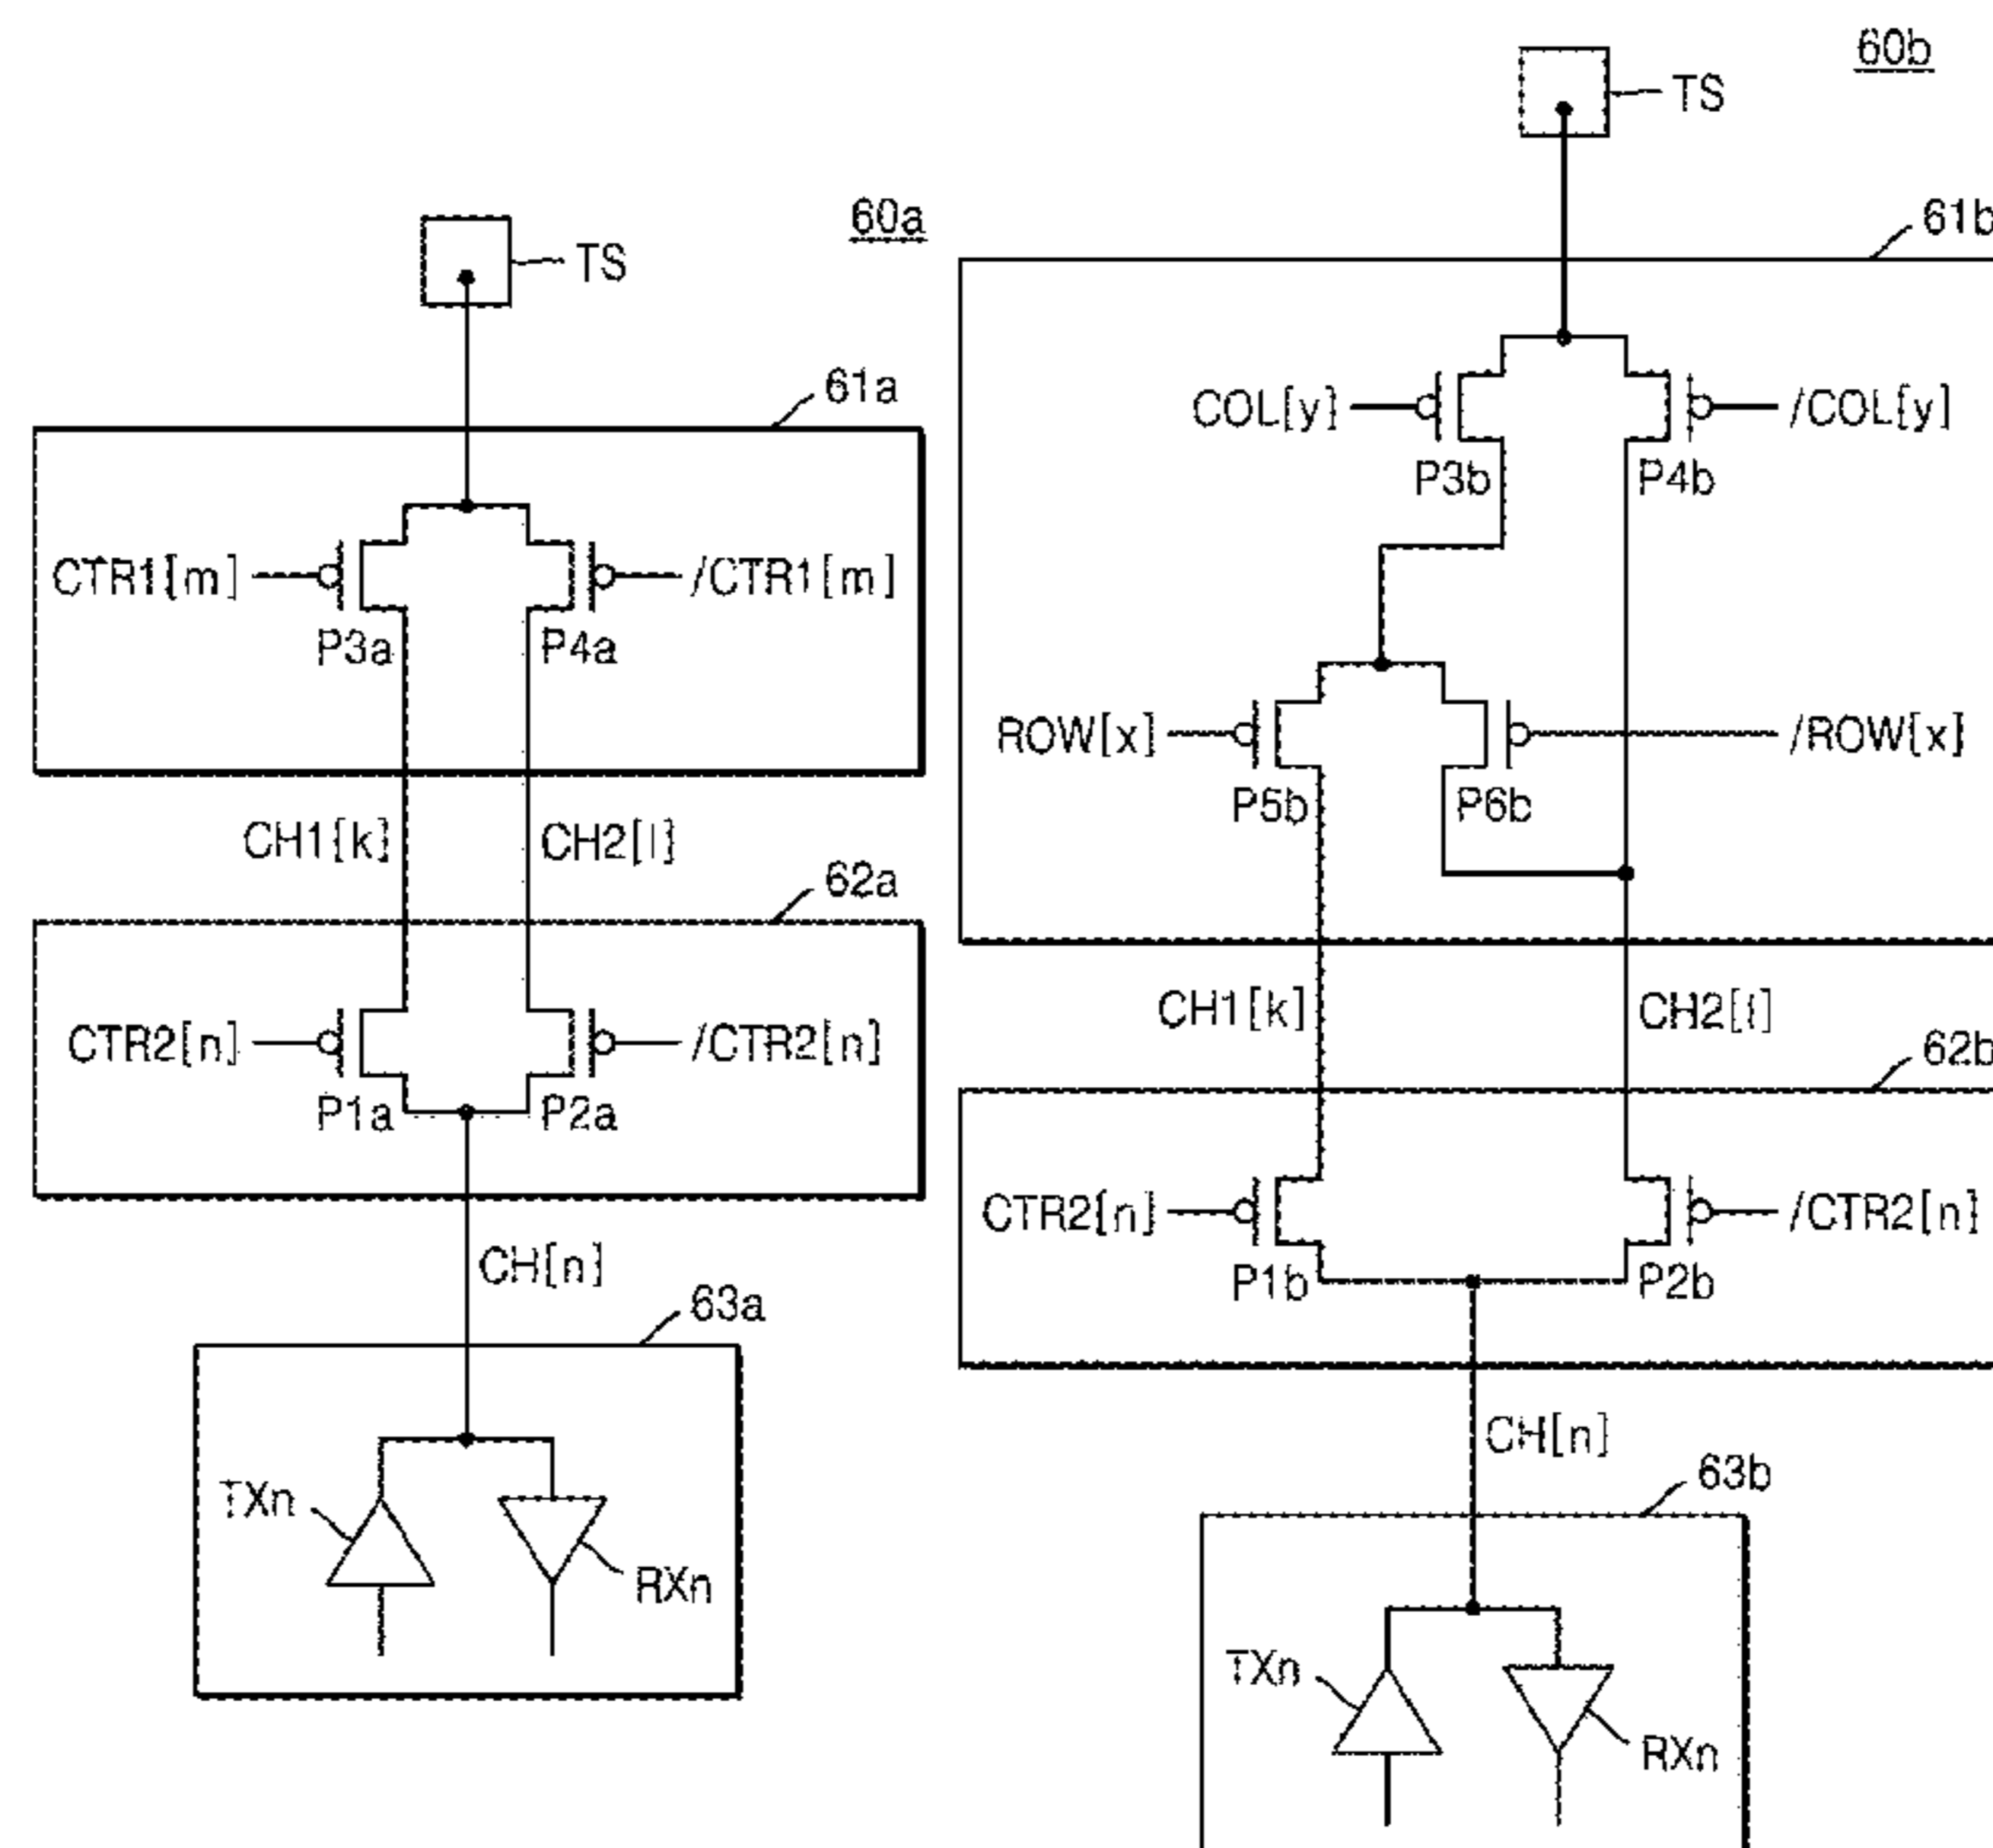 60a
TS
61a
CTR1[m]
/CTR1[m]
P3a
P4a
CH1[k]
CH2[l]
62a
CTR2[n]
/CTR2[n]
P1a
P2a
CH[n]
63a
TXn
RXn
60b
TS
61b
COL[y]
/COL[y]
P3b
P4b
ROW[x]
/ROW[x]
P5b
P6b
CH1[k]
CH2[l]
62b
CTR2[n]
/CTR2[n]
P1b
P2b
CH[n]
63b
TXn
RXn